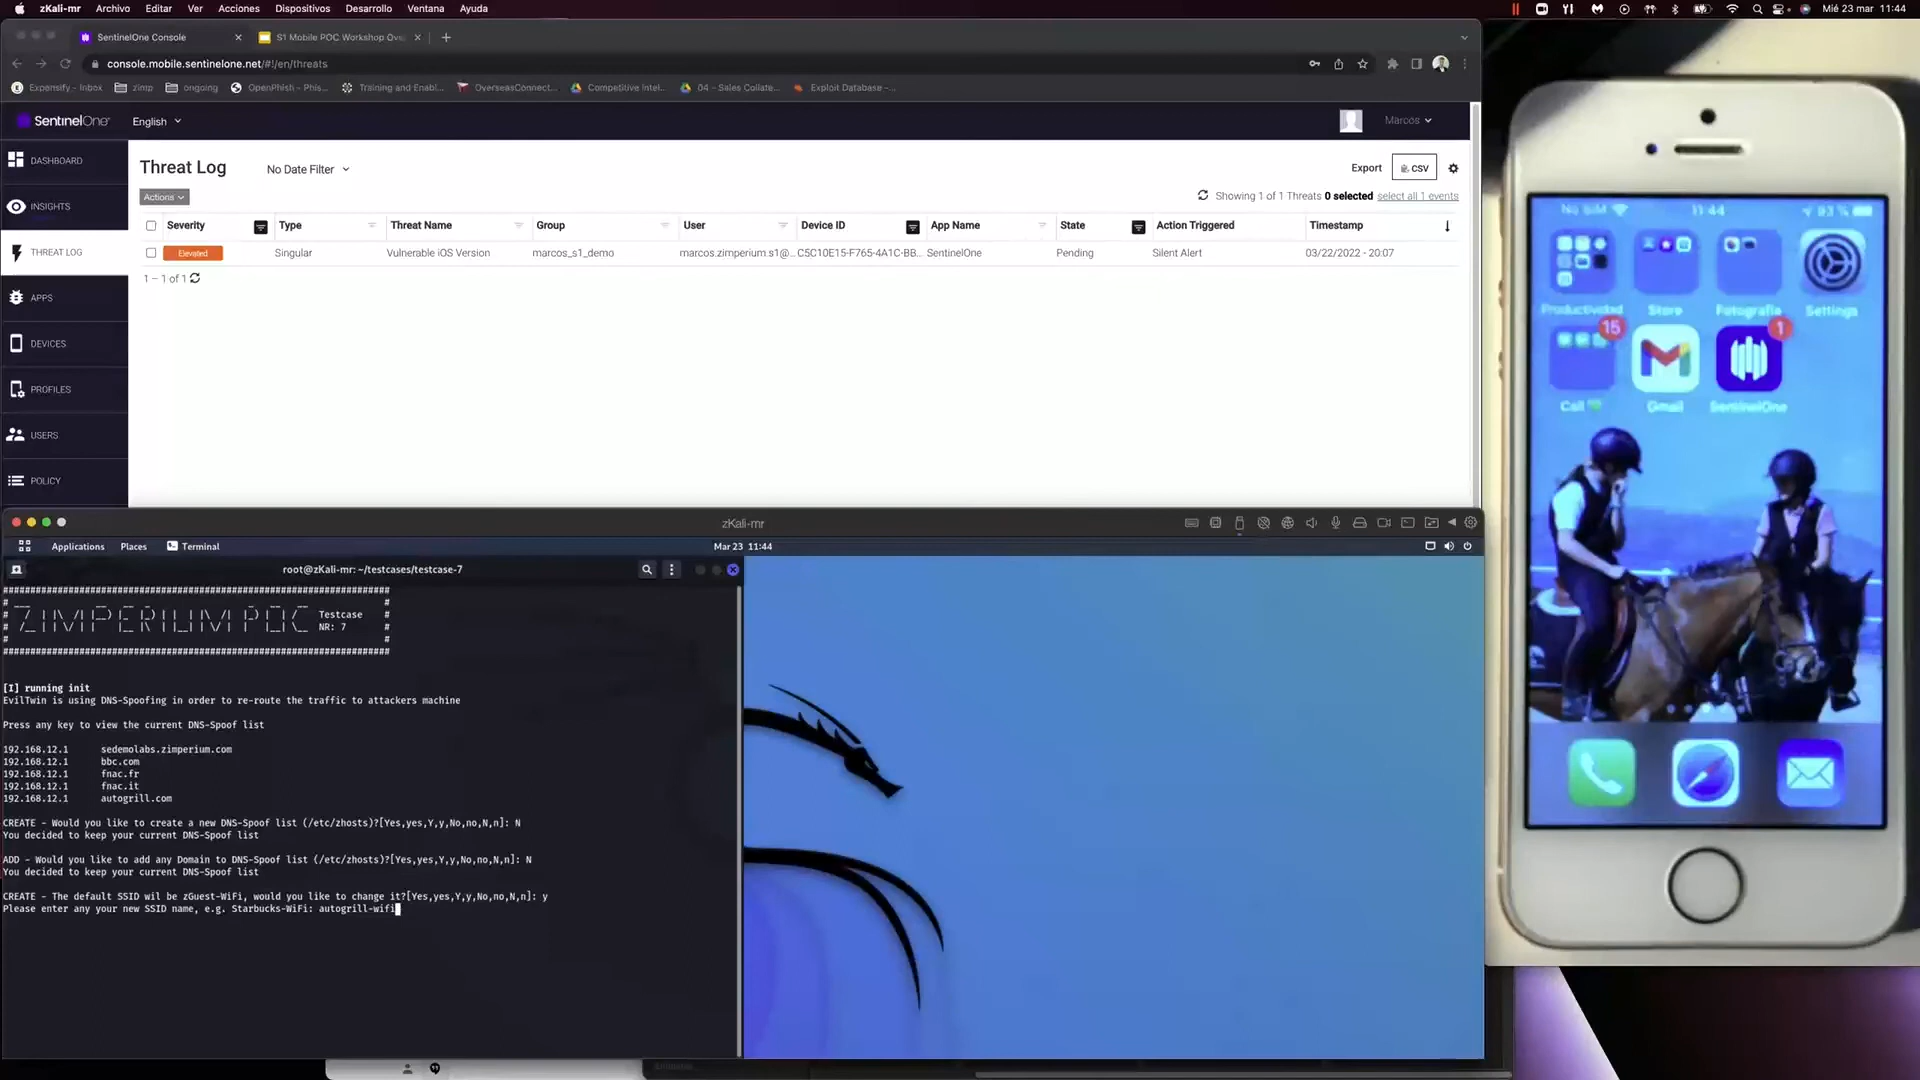 zKali-mr Archivo Editar Ver Acciones Dispositivos Desarrollo Ventana Ayuda Mié 23 mar 11:44
SentinelOne Console S1 Mobile POC Workshop Ove
console.mobile.sentinelone.net/#!/en/threats
Expensify - Inbox zimp ongoing OpenPhish - Phis... Training and Enabl... OverseasConnect... Competitive Intel... 04 - Sales Collate... Exploit Database -...
SentinelOne English Marcos
DASHBOARD
INSIGHTS
THREAT LOG
APPS
DEVICES
PROFILES
USERS
POLICY
Threat Log No Date Filter Export CSV
Actions Showing 1 of 1 Threats 0 selected select all 1 events
Severity Type Threat Name Group User Device ID App Name State Action Triggered Timestamp
Elevated Singular Vulnerable iOS Version marcos_s1_demo marcos.zimperium.s1@... C5C10E15-F765-4A1C-BB... SentinelOne Pending Silent Alert 03/22/2022 - 20:07
1 – 1 of 1
zKali-mr
Applications Places Terminal Mar 23 11:44
root@zKali-mr: ~/testcases/testcase-7
ZIMPERIUM POC Testcase
NR: 7
[I] running init
EvilTwin is using DNS-Spoofing in order to re-route the traffic to attackers machine
Press any key to view the current DNS-Spoof list
192.168.12.1 sedemolabs.zimperium.com
192.168.12.1 bbc.com
192.168.12.1 fnac.fr
192.168.12.1 fnac.it
192.168.12.1 autogrill.com
CREATE - Would you like to create a new DNS-Spoof list (/etc/zhosts)?[Yes,yes,Y,y,No,no,N,n]: N
You decided to keep your current DNS-Spoof list
ADD - Would you like to add any Domain to DNS-Spoof list (/etc/zhosts)?[Yes,yes,Y,y,No,no,N,n]: N
You decided to keep your current DNS-Spoof list
CREATE - The default SSID wil be zGuest-WiFi, would you like to change it?[Yes,yes,Y,y,No,no,N,n]: y
Please enter any your new SSID name, e.g. Starbucks-WiFi: autogrill-wifi
No SIM 11:44 93 %
Productividad Store Fotografía Settings
15 1
Call Gmail SentinelOne